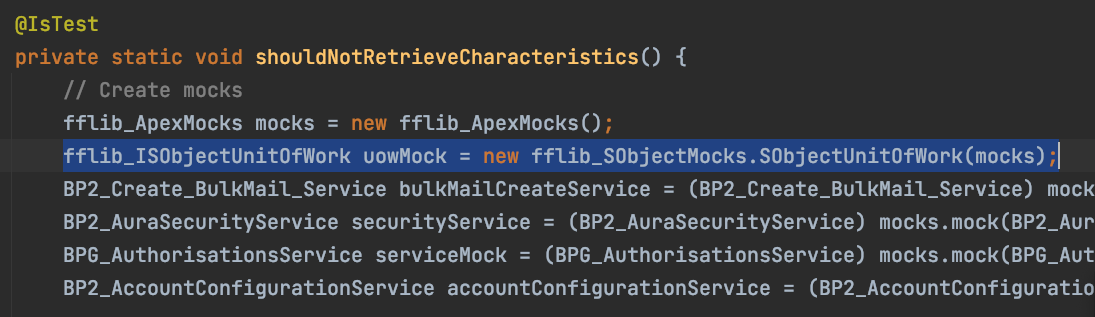 @IsTest
private static void shouldNotRetrieveCharacteristics() {
// Create mocks
fflib_ApexMocks mocks = new fflib_ApexMocks();
fflib_ISObjectUnitOfWork uowMock = new fflib_SObjectMocks.SObjectUnitOfWork(mocks);
BP2_Create_BulkMail_Service bulkMailCreateService = (BP2_Create_BulkMail_Service) mock
BP2_AuraSecurityService securityService = (BP2_AuraSecurityService) mocks.mock(BP2_Aur
BPG_AuthorisationsService serviceMock = (BPG_AuthorisationsService) mocks.mock(BPG_Aut
BP2_AccountConfigurationService accountConfigurationService = (BP2_AccountConfiguratio